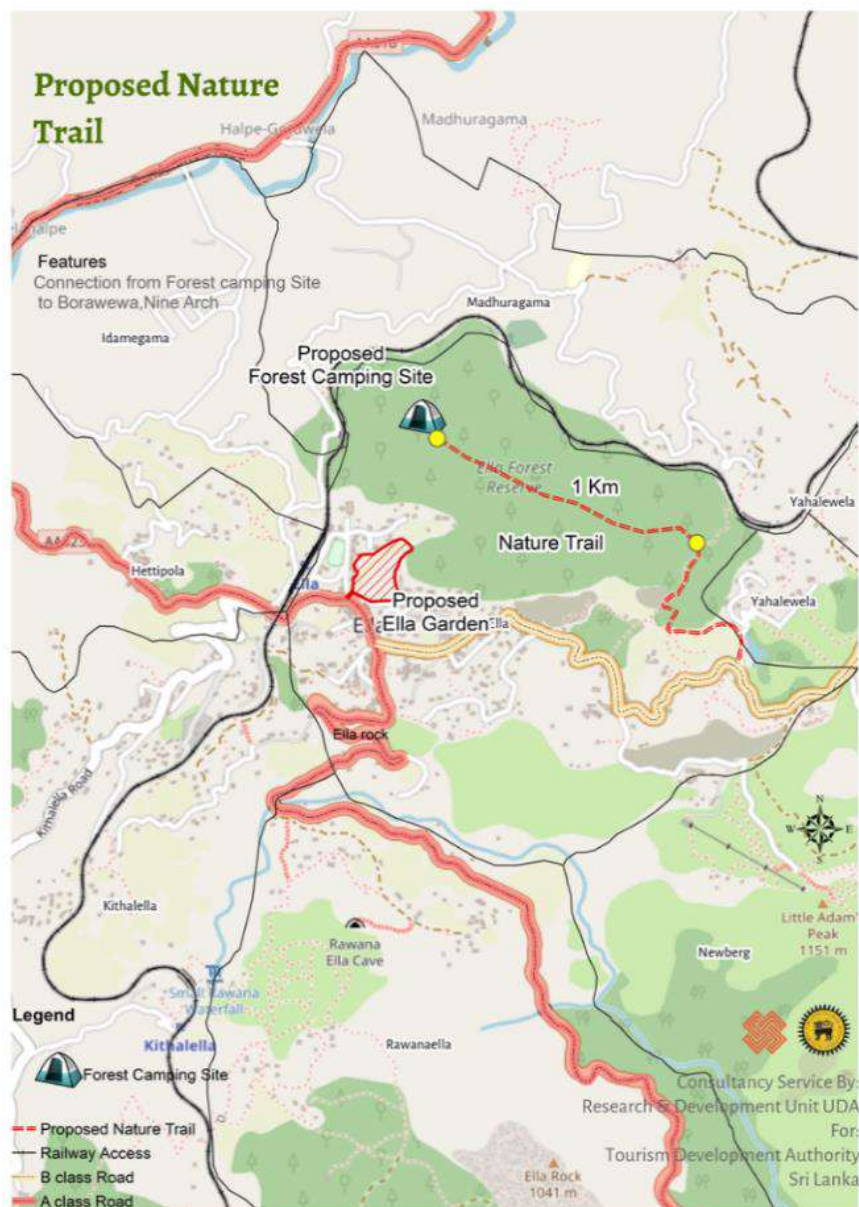 Proposed Nature
Trail
Halpe-
Madhuragama
Features
Connection from Forest camping Site
to Borawewa,Nine Arch
Idamegama
Madhuragama
Proposed
Forest Camping Site
Ella Forest
Reserve
1 Km
Nature Trail
Yahalewela
Hettipola
Ella
Proposed
Ella Garden
Ella
Yahalewela
Ella rock
Kithalella
Rawana
Ella Cave
Little Adam'
Peak
1151 m
Newberg
Small Rawana
Waterfall
Legend
Kithalella
Rawanaella
Forest Camping Site
Consultancy Service By:
Research & Development Unit UDA
For:
Tourism Development Authority
Sri Lanka
Proposed Nature Trail
Railway Access
B class Road
A class Road
Ella Rock
1041 m
N
W
E
S